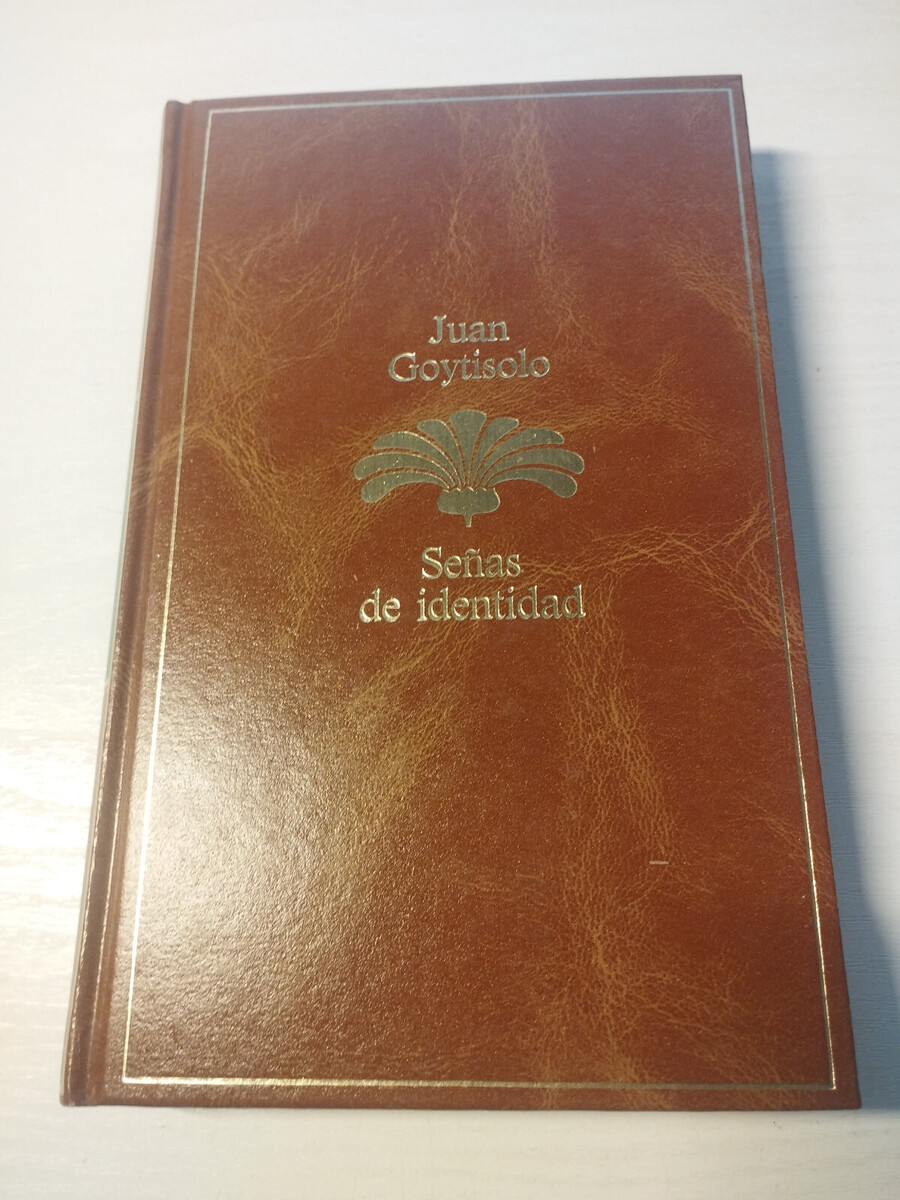 Juan
Goytisolo
Señas
de identidad